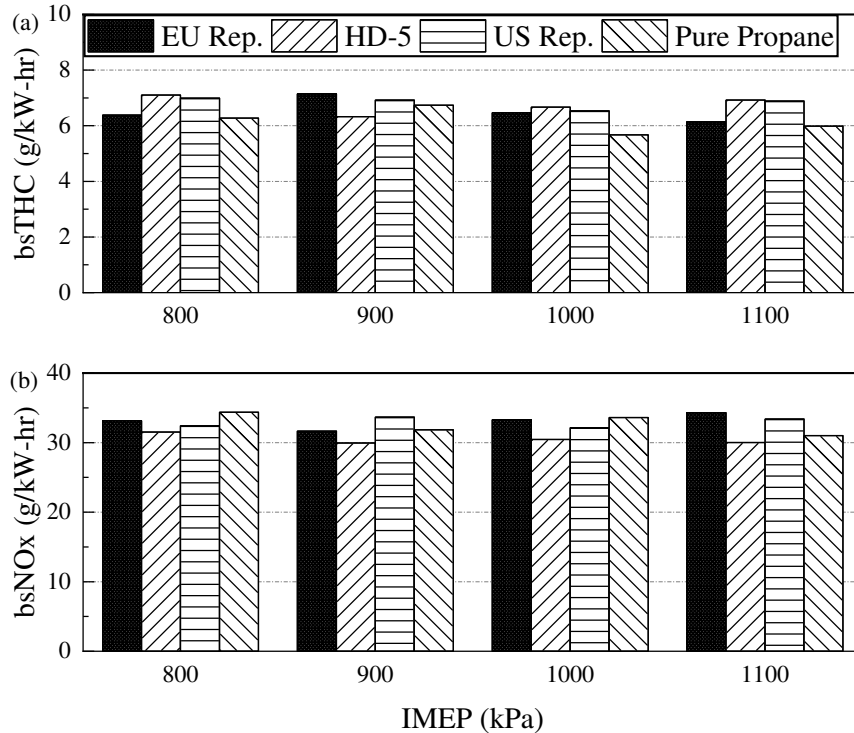 (a)
EU Rep. HD-5 US Rep. Pure Propane
bsTHC (g/kW-hr)
10
8
6
4
2
0
800 900 1000 1100
(b)
bsNOx (g/kW-hr)
40
30
20
10
0
800 900 1000 1100
IMEP (kPa)